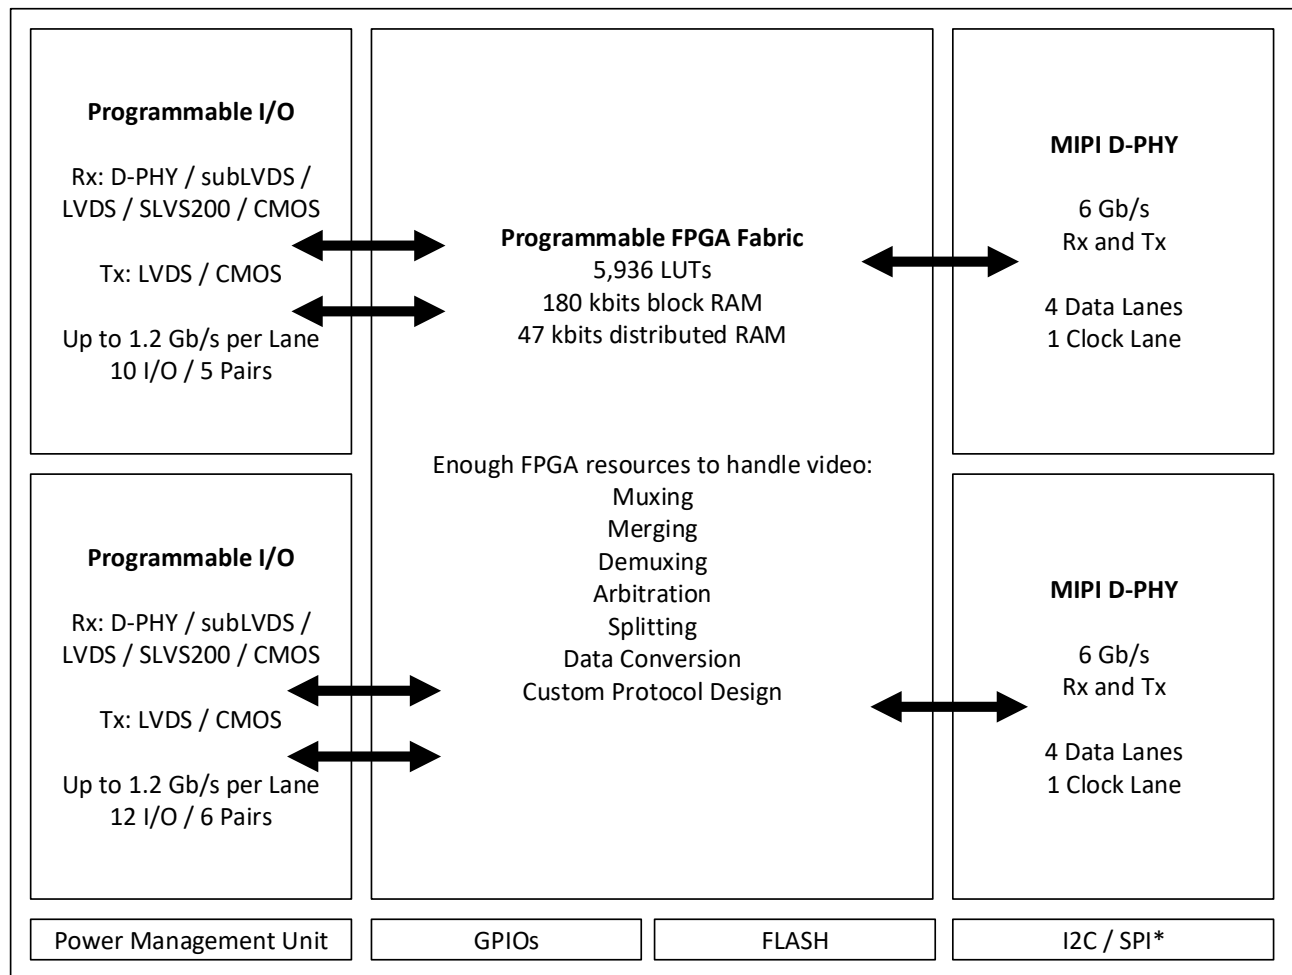 Programmable I/O
Rx: D-PHY / subLVDS /
LVDS / SLVS200 / CMOS
Tx: LVDS / CMOS
Up to 1.2 Gb/s per Lane
10 I/O / 5 Pairs
Programmable I/O
Rx: D-PHY / subLVDS /
LVDS / SLVS200 / CMOS
Tx: LVDS / CMOS
Up to 1.2 Gb/s per Lane
12 I/O / 6 Pairs
Programmable FPGA Fabric
5,936 LUTs
180 kbits block RAM
47 kbits distributed RAM
Enough FPGA resources to handle video:
Muxing
Merging
Demuxing
Arbitration
Splitting
Data Conversion
Custom Protocol Design
MIPI D-PHY
6 Gb/s
Rx and Tx
4 Data Lanes
1 Clock Lane
MIPI D-PHY
6 Gb/s
Rx and Tx
4 Data Lanes
1 Clock Lane
Power Management Unit
GPIOs
FLASH
I2C / SPI*